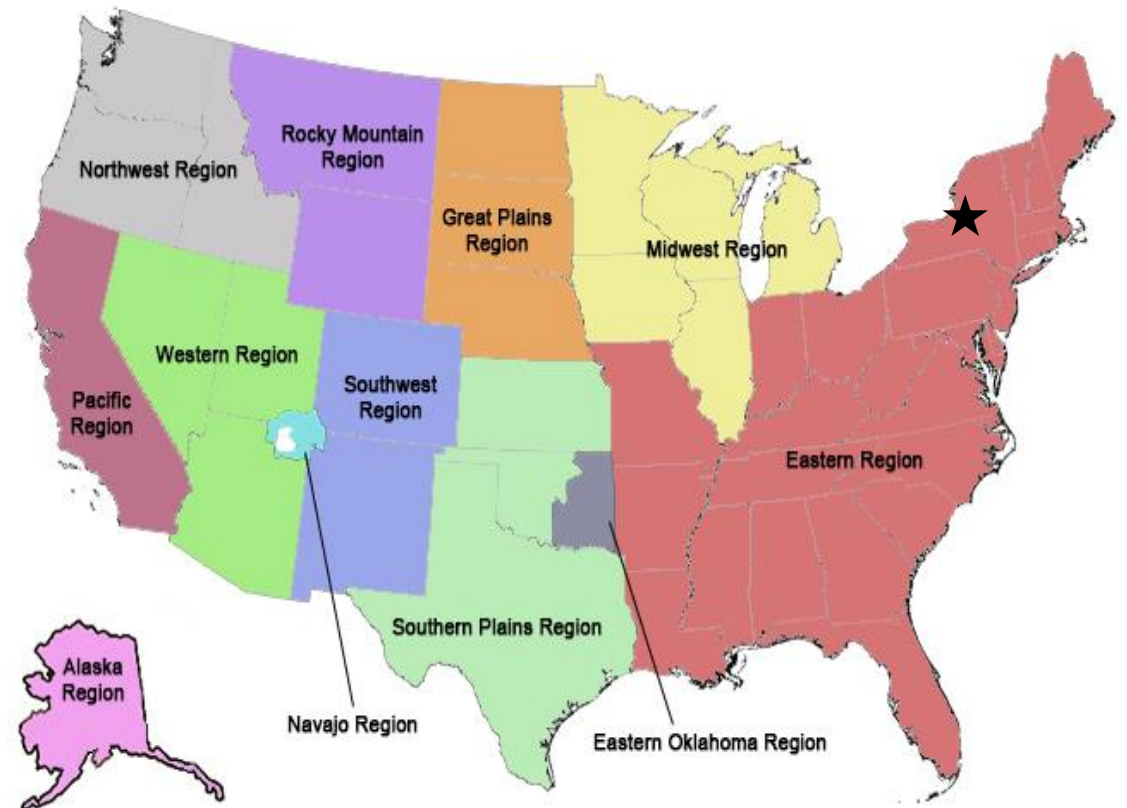 Rocky Mountain
Region
Northwest Region
Great Plains
Region
Midwest Region
Western Region
Southwest
Region
Pacific
Region
Eastern Region
Southern Plains Region
Alaska
Region
Navajo Region
Eastern Oklahoma Region